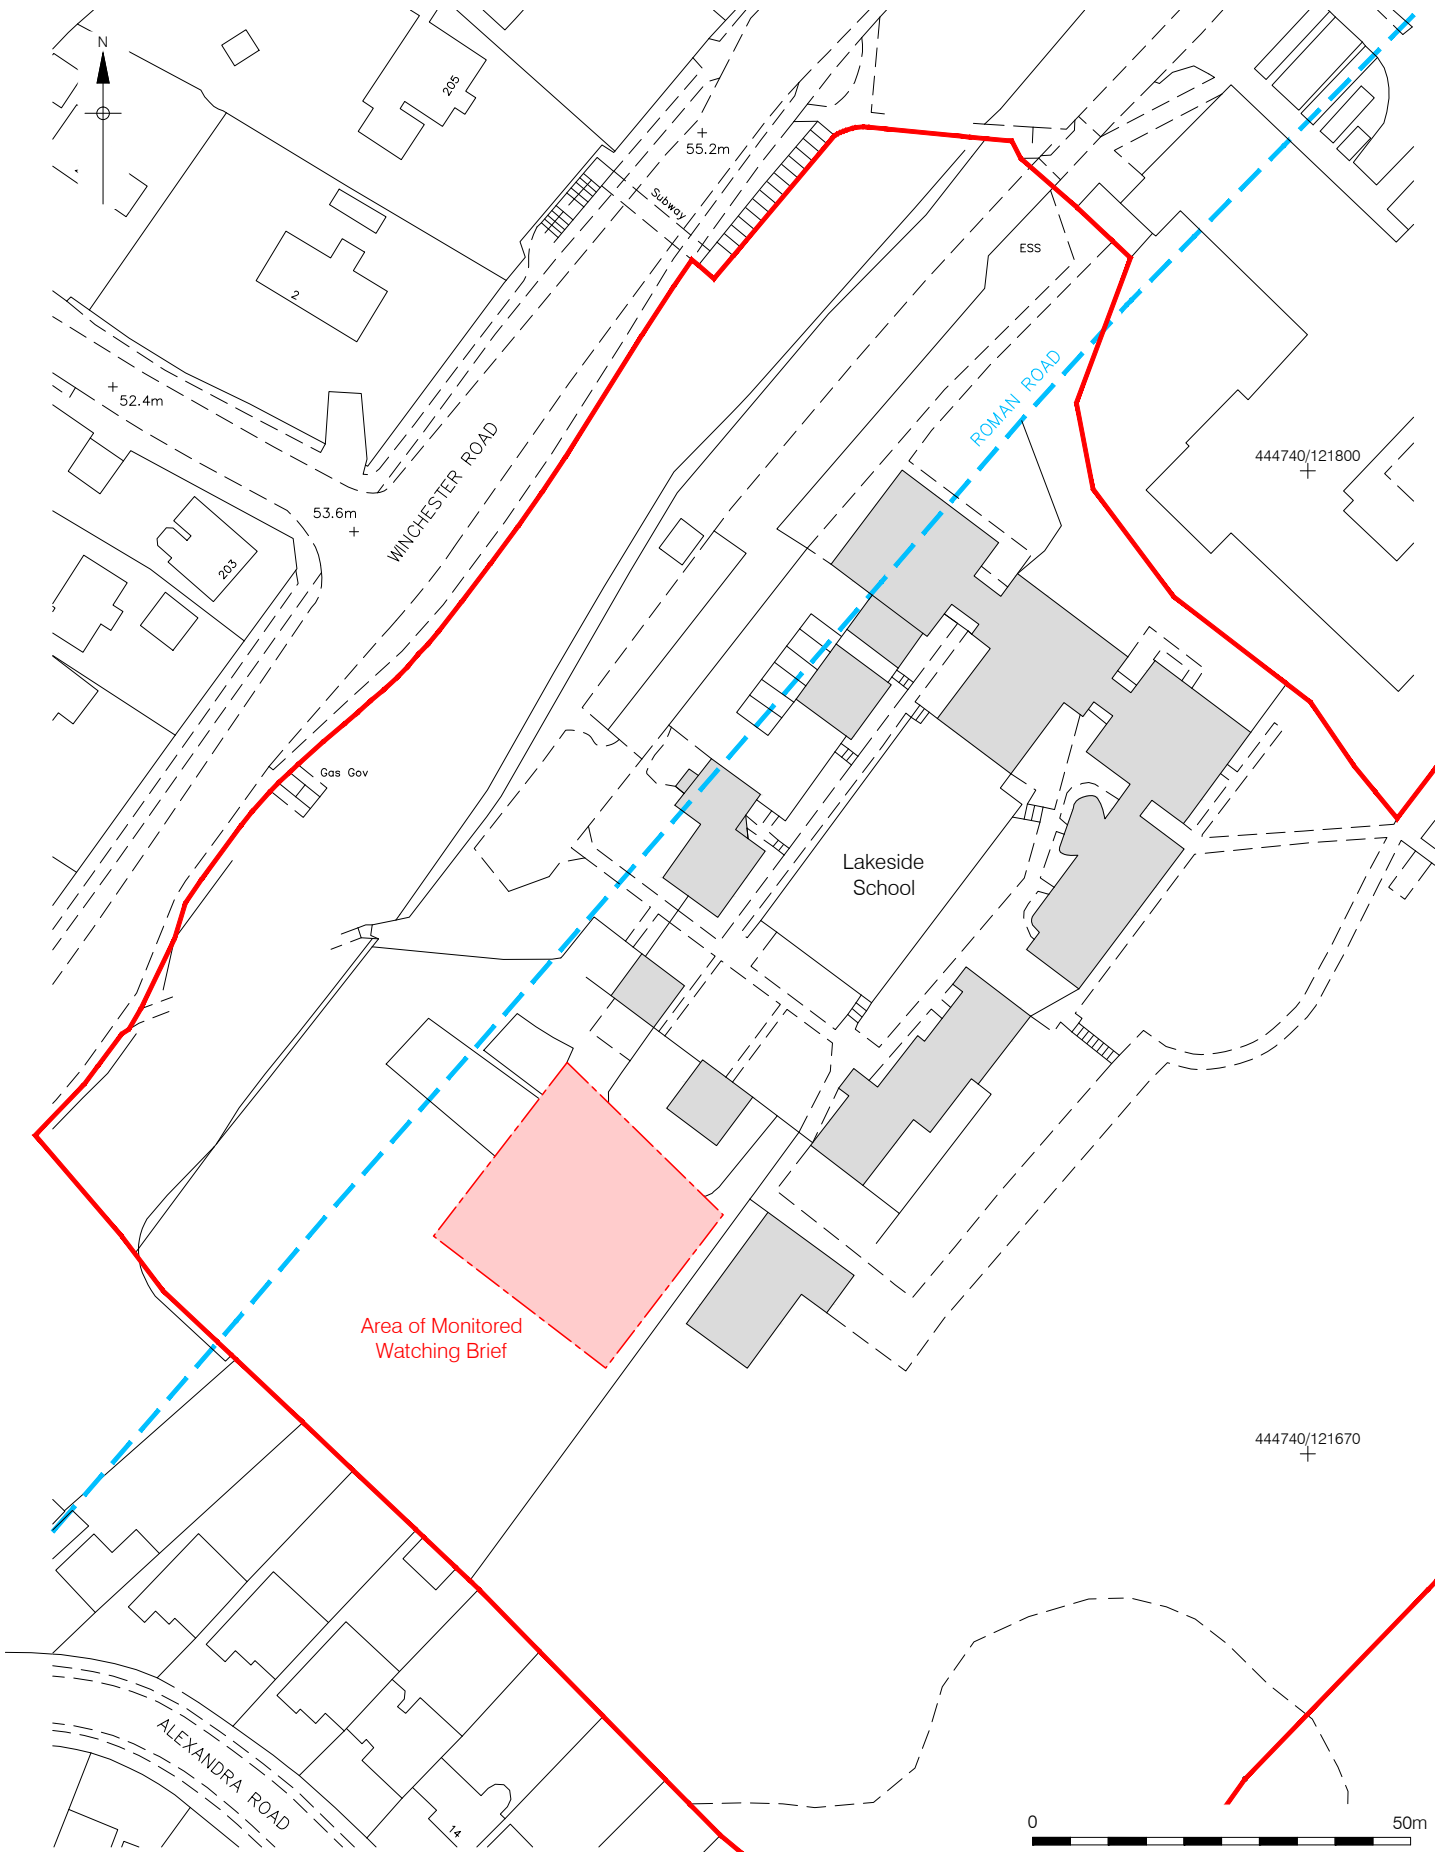 N
205
55.2m
Subway
2
ESS
52.4m
ROMAN ROAD
WINCHESTER ROAD
444740/121800
53.6m
203
Gas Gov
Lakeside
School
Area of Monitored
Watching Brief
444740/121670
ALEXANDRA ROAD
14
0
50m